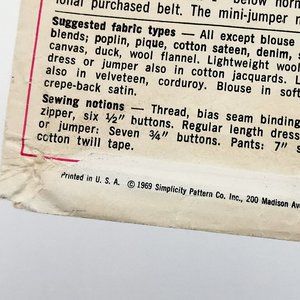 ional purchased belt. The mini-jumper
Suggested fabric types — All except blouse
blends; poplin, pique, cotton sateen, denim,
canvas, duck, wool flannel. Lightweight wool
dress or jumper also in cotton jacquards.
also in velveteen, corduroy. Blouse in soft
crepe-back satin.
Sewing notions — Thread, bias seam binding
zipper, six ½" buttons. Regular length dress
or jumper: Seven ¾" buttons. Pants: 7"
cotton twill tape.
Printed in U. S. A. © 1969 Simplicity Pattern Co. Inc., 200 Madison Ave